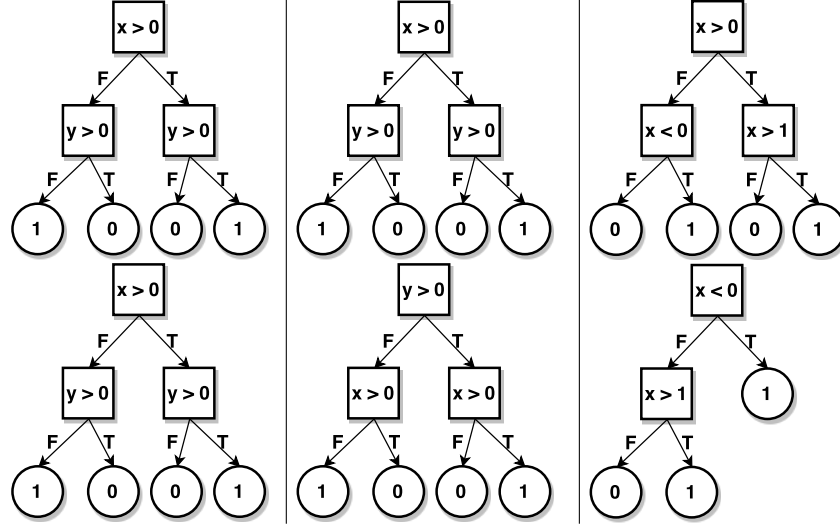 x > 0 x > 0 x > 0
F T F T F T
y > 0 y > 0 y > 0 y > 0 x < 0 x > 1
F T F T F T F T F T F T
1 0 0 1 1 0 0 1 0 1 0 1
x > 0 y > 0 x < 0
F T F T F T
y > 0 y > 0 x > 0 x > 0 x > 1 1
F T F T F T F T F T
1 0 0 1 1 0 0 1 0 1